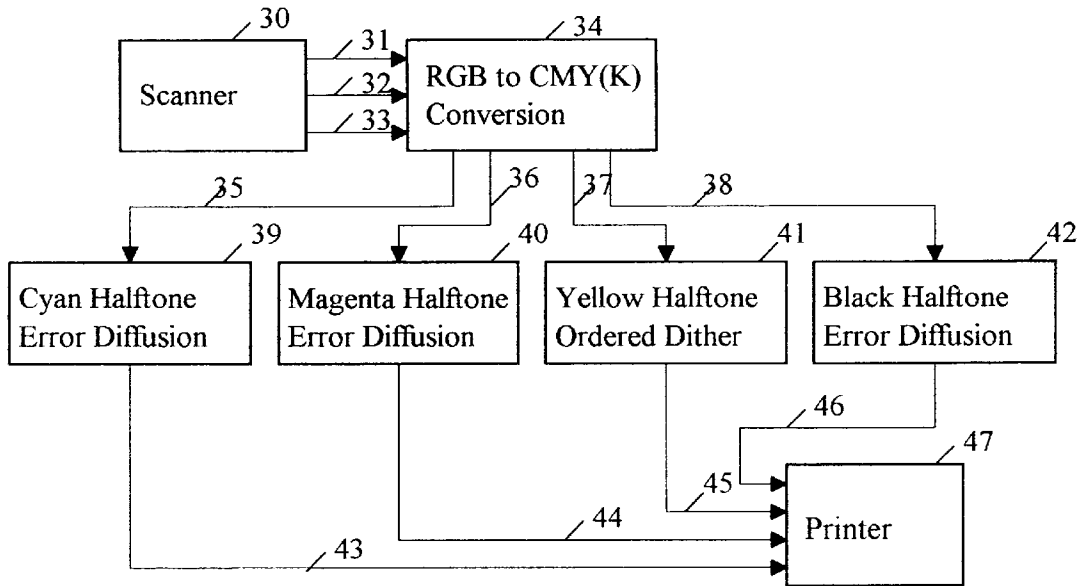 30
31
32
33
34
Scanner
RGB to CMY(K)
Conversion
35
36
37
38
39
40
41
42
Cyan Halftone
Error Diffusion
Magenta Halftone
Error Diffusion
Yellow Halftone
Ordered Dither
Black Halftone
Error Diffusion
43
44
45
46
47
Printer